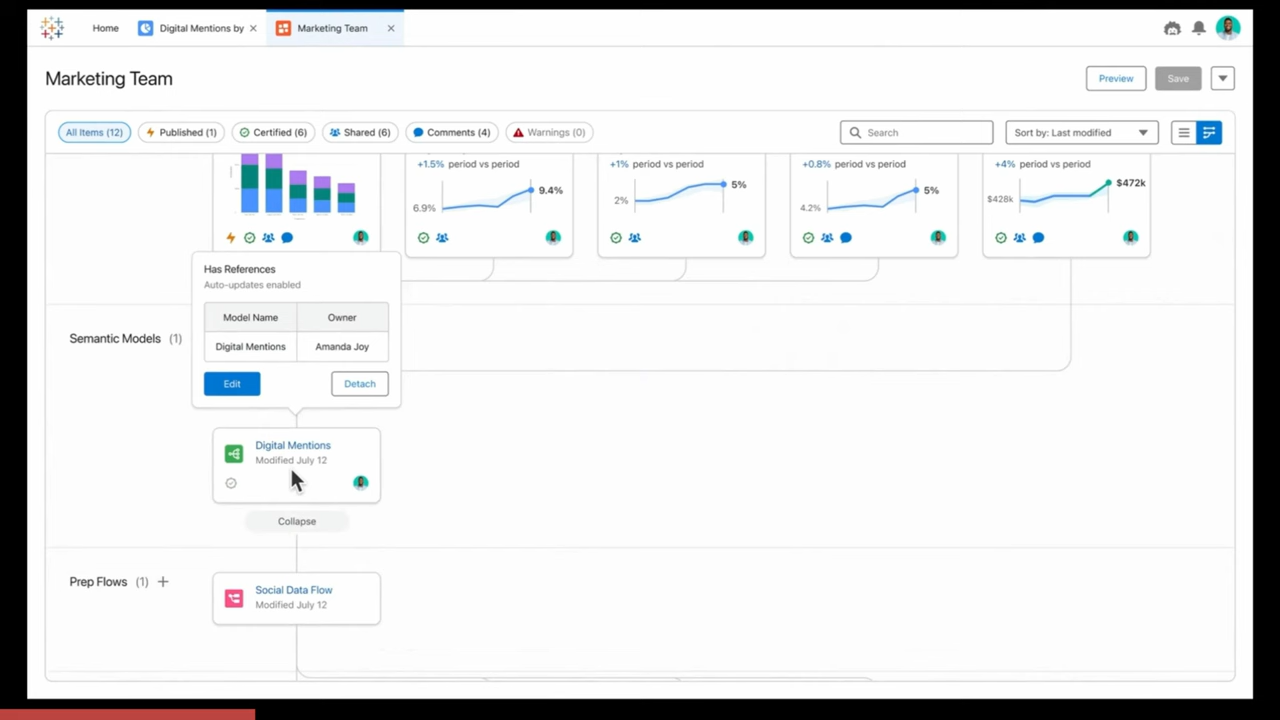 Home
Digital Mentions by
Marketing Team
Marketing Team
Preview
Save
All Items (12)
Published (1)
Certified (6)
Shared (6)
Comments (4)
Warnings (0)
Search
Sort by: Last modified
+1.5% period vs period
+1% period vs period
+0.8% period vs period
+4% period vs period
6.9%
9.4%
2%
5%
4.2%
5%
$428k
$472k
Has References
Auto-updates enabled
Model Name
Owner
Digital Mentions
Amanda Joy
Edit
Detach
Semantic Models (1)
Digital Mentions
Modified July 12
Collapse
Prep Flows (1)
Social Data Flow
Modified July 12